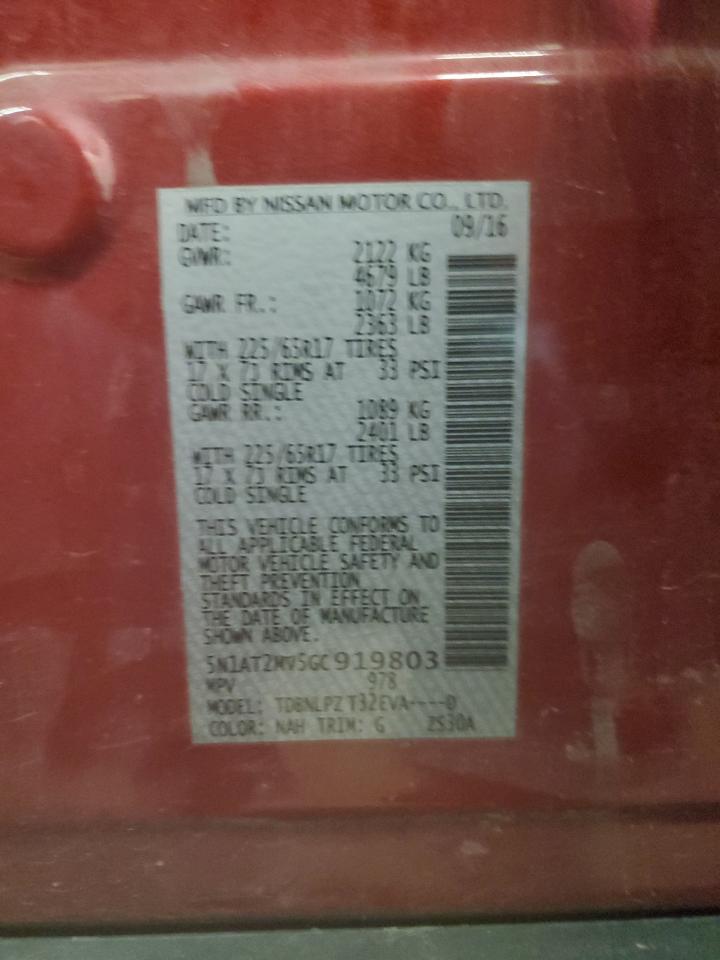 MFD BY NISSAN MOTOR CO., LTD.
DATE: 09/16
GVWR: 2122 KG
4679 LB
GAWR FR.: 1072 KG
2363 LB
WITH 225/65R17 TIRES
17 X 7J RIMS AT 33 PSI
COLD SINGLE
GAWR RR.: 1089 KG
2401 LB
WITH 225/65R17 TIRES
17 X 7J RIMS AT 33 PSI
COLD SINGLE
THIS VEHICLE CONFORMS TO
ALL APPLICABLE FEDERAL
MOTOR VEHICLE SAFETY AND
THEFT PREVENTION
STANDARDS IN EFFECT ON
THE DATE OF MANUFACTURE
SHOWN ABOVE.
5N1AT2MV5GC919803
MPV 978
MODEL: TDBNLPZ T32EVA----D
COLOR: NAH TRIM: G 2S30A